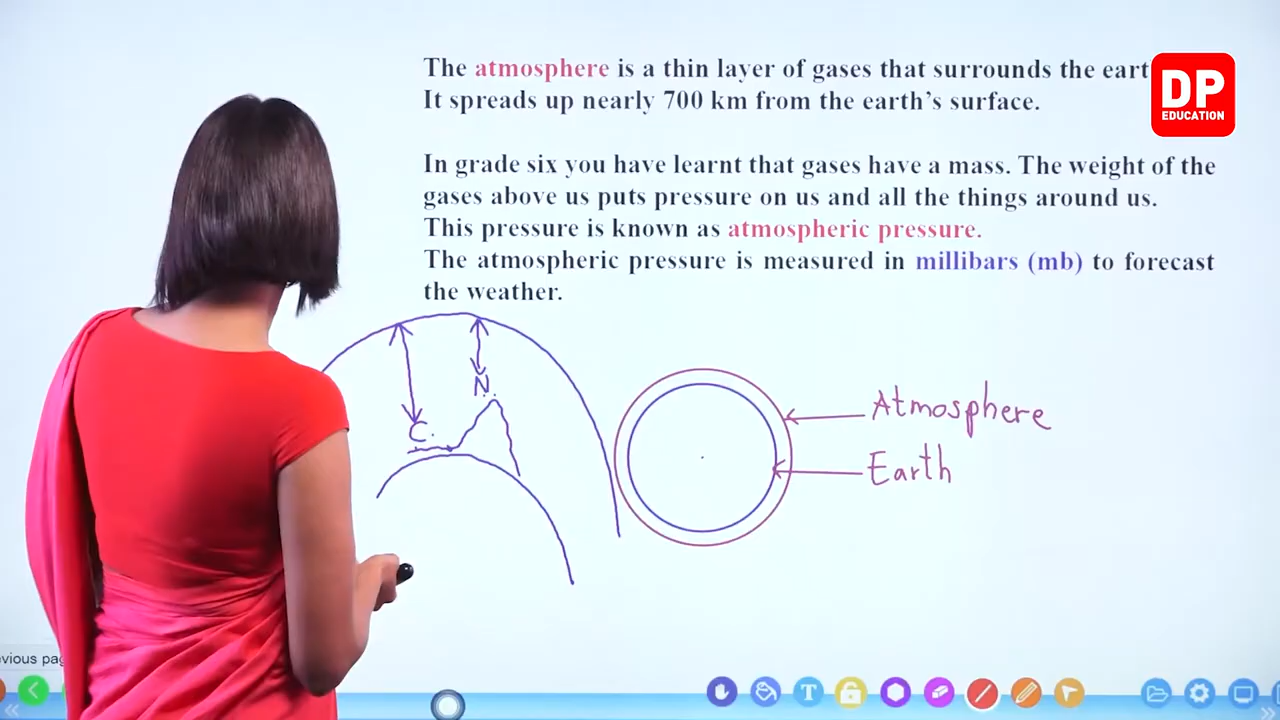 The atmosphere is a thin layer of gases that surrounds the eart
It spreads up nearly 700 km from the earth's surface.
DP
EDUCATION
In grade six you have learnt that gases have a mass. The weight of the
gases above us puts pressure on us and all the things around us.
This pressure is known as atmospheric pressure.
The atmospheric pressure is measured in millibars (mb) to forecast
the weather.
N.
C.
Atmosphere
Earth
evious pag
T